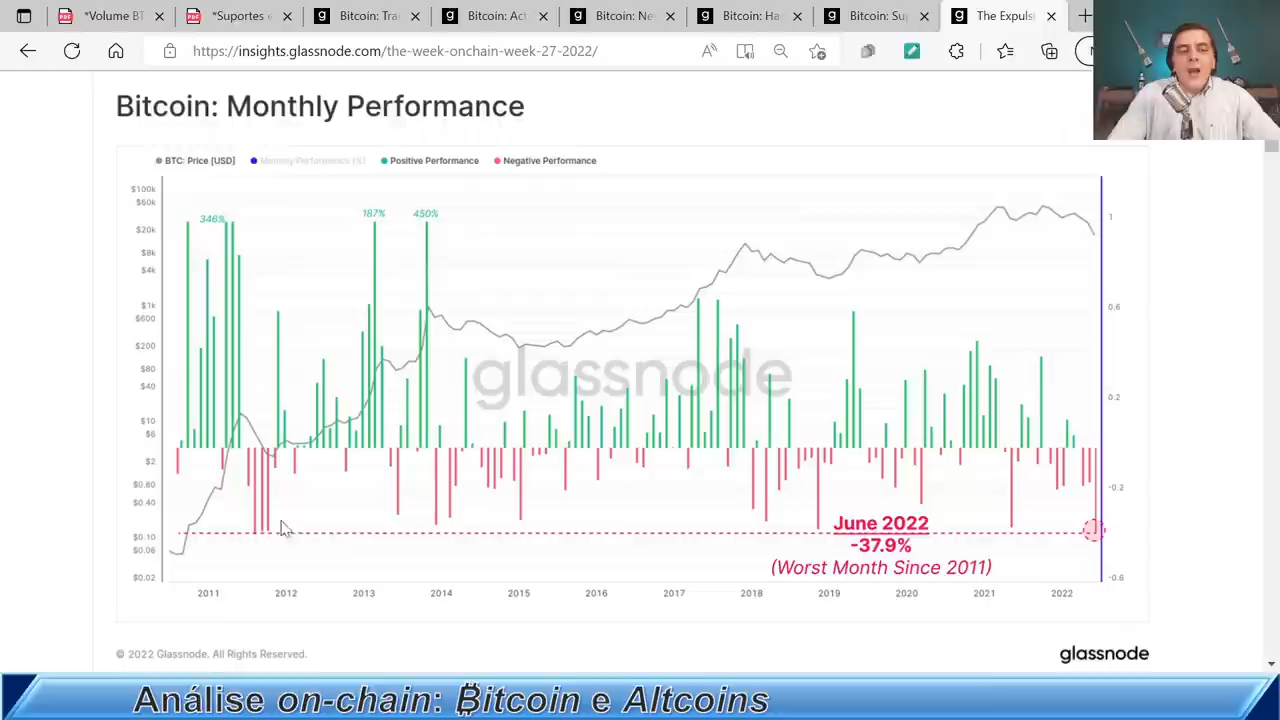 "Volume BT
"Suportes e
Bitcoin: Tra
Bitcoin: Act
Bitcoin: Ne
Bitcoin: Ha
Bitcoin: Su
The Expuls
https://insights.glassnode.com/the-week-onchain-week-27-2022/
Bitcoin: Monthly Performance
BTC: Price [USD] Monthly Performance [%] Positive Performance Negative Performance
$100k
$60k
$20k
$8k
$4k
$1k
$600
$200
$80
$40
$10
$6
$2
$0.80
$0.40
$0.10
$0.06
$0.02
346% 187% 450%
1
0.6
0.2
-0.2
-0.6
glassnode
June 2022
-37.9%
(Worst Month Since 2011)
2011 2012 2013 2014 2015 2016 2017 2018 2019 2020 2021 2022
© 2022 Glassnode. All Rights Reserved.
glassnode
Análise on-chain: ₿itcoin e Altcoins